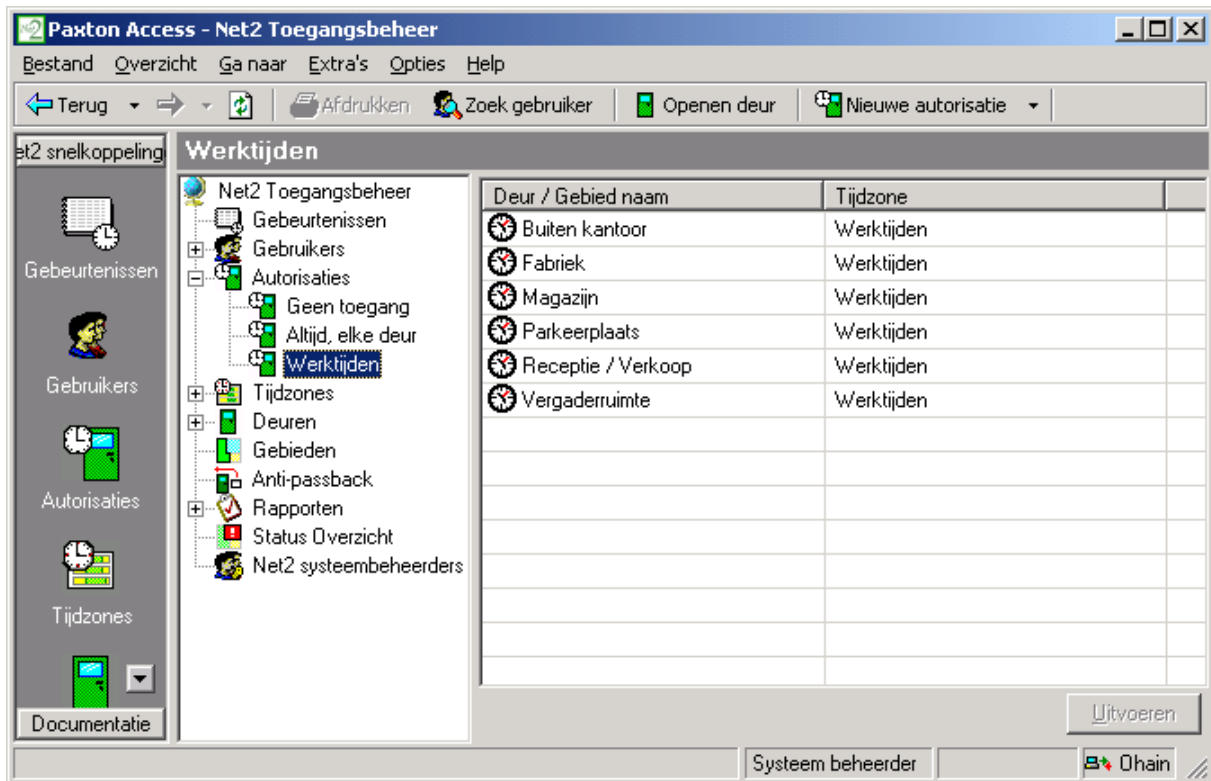 Paxton Access - Net2 Toegangsbeheer
Bestand Overzicht Ga naar Extra's Opties Help
Terug Afdrukken Zoek gebruiker Openen deur Nieuwe autorisatie
et2 snelkoppeling
Werktijden
Gebeurtenissen
Gebruikers
Autorisaties
Tijdzones
Documentatie
Net2 Toegangsbeheer
Gebeurtenissen
Gebruikers
Autorisaties
Geen toegang
Altijd, elke deur
Werktijden
Tijdzones
Deuren
Gebieden
Anti-passback
Rapporten
Status Overzicht
Net2 systeembeheerders
Deur / Gebied naam Tijdzone
Buiten kantoor Werktijden
Fabriek Werktijden
Magazijn Werktijden
Parkeerplaats Werktijden
Receptie / Verkoop Werktijden
Vergaderruimte Werktijden
Uitvoeren
Systeem beheerder Ohain